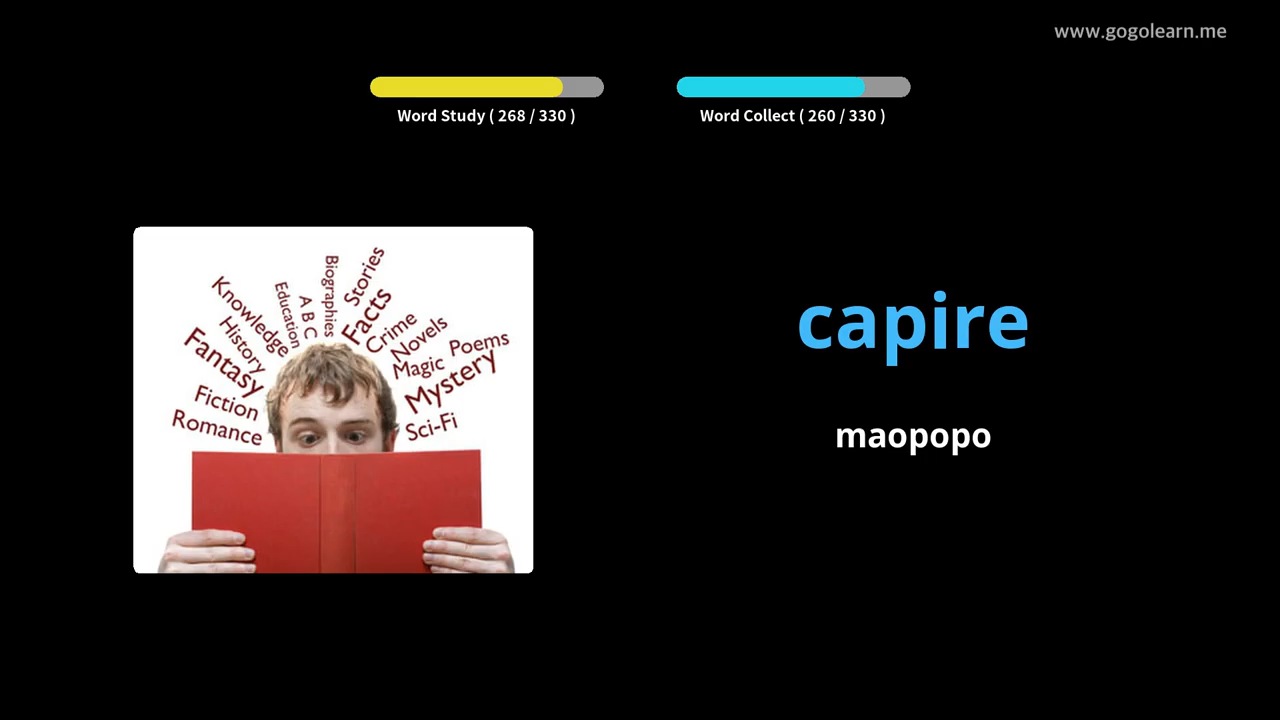 www.gogolearn.me
Word Study ( 268 / 330 )
Word Collect ( 260 / 330 )
Knowledge
Education
A B C
Biographies
Stories
Facts
History
Fantasy
Crime
Novels
Poems
Magic
Mystery
Fiction
Romance
Sci-Fi
capire
maopopo